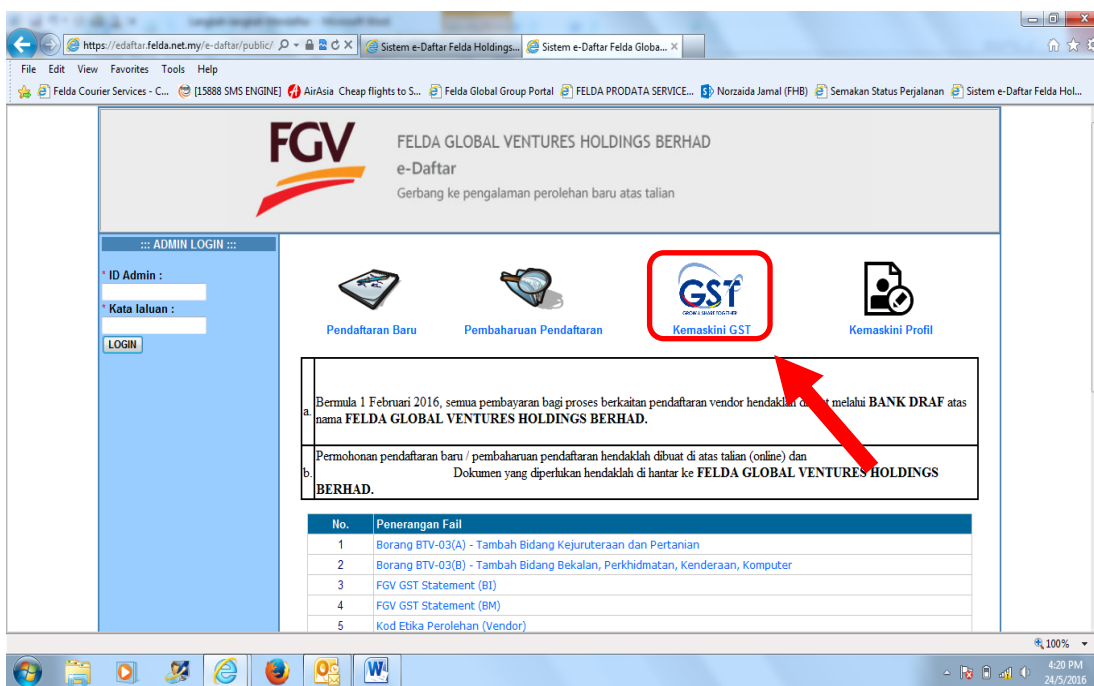 https://edaftar.felda.net.my/e-daftar/public/
Sistem e-Daftar Felda Holdings...
Sistem e-Daftar Felda Globa...
File Edit View Favorites Tools Help
Felda Courier Services - C...
[15888 SMS ENGINE]
AirAsia Cheap flights to S...
Felda Global Group Portal
FELDA PRODATA SERVICE...
Norzaida Jamal (FHB)
Semakan Status Perjalanan
Sistem e-Daftar Felda Hol...
FGV
FELDA GLOBAL VENTURES HOLDINGS BERHAD
e-Daftar
Gerbang ke pengalaman perolehan baru atas talian
::: ADMIN LOGIN :::
* ID Admin :
* Kata laluan :
LOGIN
GST
GROW & SHARE TOGETHER
Pendaftaran Baru
Pembaharuan Pendaftaran
Kemaskini GST
Kemaskini Profil
a.
Bermula 1 Februari 2016, semua pembayaran bagi proses berkaitan pendaftaran vendor hendaklah melalui BANK DRAF atas
nama FELDA GLOBAL VENTURES HOLDINGS BERHAD.
b.
Permohonan pendaftaran baru / pembaharuan pendaftaran hendaklah dibuat di atas talian (online) dan
Dokumen yang diperlukan hendaklah di hantar ke FELDA GLOBAL VENTURES HOLDINGS
BERHAD.
No. Penerangan Fail
1 Borang BTV-03(A) - Tambah Bidang Kejuruteraan dan Pertanian
2 Borang BTV-03(B) - Tambah Bidang Bekalan, Perkhidmatan, Kenderaan, Komputer
3 FGV GST Statement (BI)
4 FGV GST Statement (BM)
5 Kod Etika Perolehan (Vendor)
100%
4:20 PM
24/5/2016